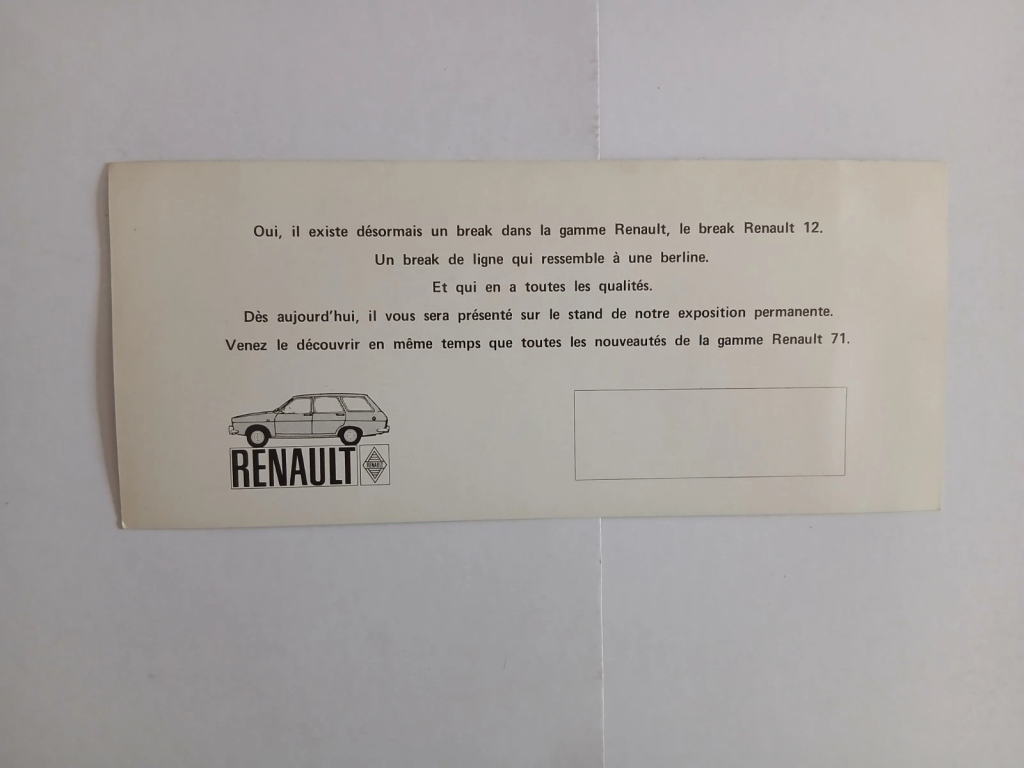 Oui, il existe désormais un break dans la gamme Renault, le break Renault 12.
Un break de ligne qui ressemble à une berline.
Et qui en a toutes les qualités.
Dès aujourd'hui, il vous sera présenté sur le stand de notre exposition permanente.
Venez le découvrir en même temps que toutes les nouveautés de la gamme Renault 71.
RENAULT
RENAULT